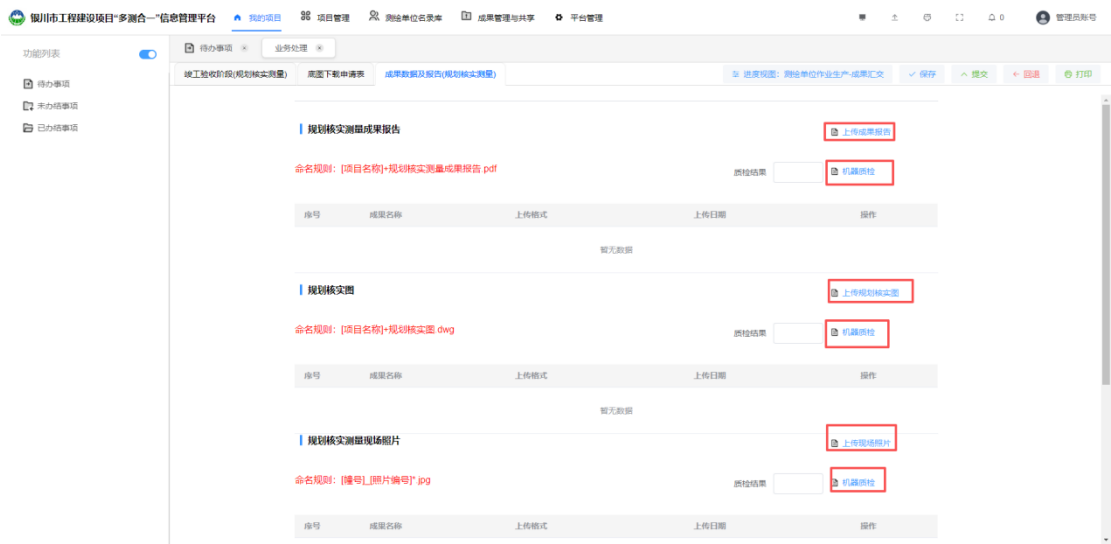 银川市工程建设项目“多测合一”信息管理平台 我的项目 项目管理 测绘单位名录库 成果管理与共享 平台管理 0 管理员账号
功能列表 待办事项 业务处理
竣工验收阶段(规划核实测量) 底图下载申请表 成果数据及报告(规划核实测量) 进度视图：测绘单位作业生产-成果汇交 保存 提交 回退 打印
待办事项
未办结事项
已办结事项
规划核实测量成果报告 上传成果报告
命名规则：[项目名称]+规划核实测量成果报告.pdf 质检结果 机器质检
序号 成果名称 上传格式 上传日期 操作
暂无数据
规划核实图 上传规划核实图
命名规则：[项目名称]+规划核实图.dwg 质检结果 机器质检
序号 成果名称 上传格式 上传日期 操作
暂无数据
规划核实测量现场照片 上传现场照片
命名规则：[幢号]_[照片编号]*.jpg 质检结果 机器质检
序号 成果名称 上传格式 上传日期 操作